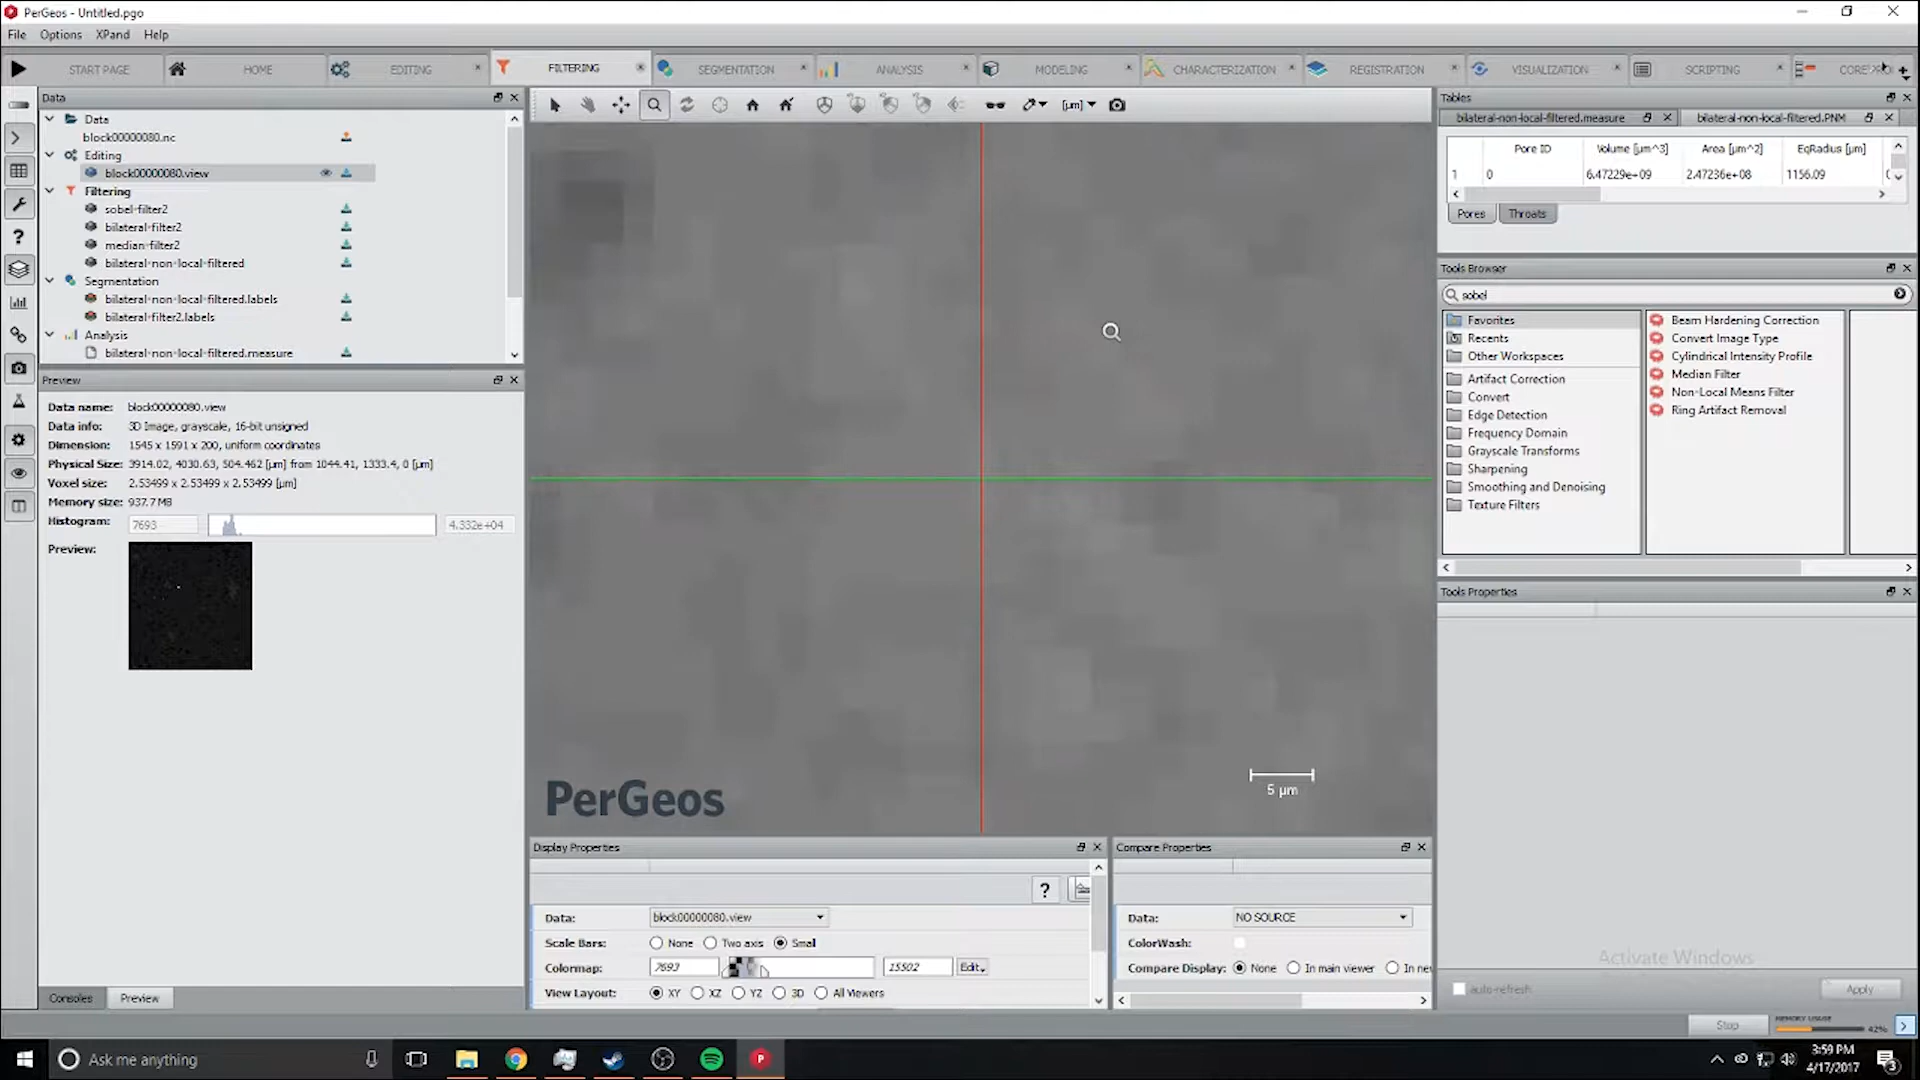 PerGeos - Untitled.pgo
File Options XPand Help
START PAGE HOME EDITING FILTERING SEGMENTATION ANALYSIS MODELING CHARACTERIZATION REGISTRATION VISUALIZATION SCRIPTING
Data
Data
block00000080.nc
Editing
block00000080.view
Filtering
sobel-filter2
bilateral-filter2
median-filter2
bilateral-non-local-filtered
Segmentation
bilateral-non-local-filtered.labels
bilateral-filter2.labels
Analysis
bilateral-non-local-filtered.measure
Preview
Data name: block00000080.view
Data info: 3D Image, grayscale, 16-bit unsigned
Dimension: 1545 x 1591 x 200, uniform coordinates
Physical Size: 3914.02, 4030.63, 504.462 [µm] from 1044.41, 1333.4, 0 [µm]
Voxel size: 2.53499 x 2.53499 x 2.53499 [µm]
Memory size: 937.7 MB
Histogram: 7693 4.332e+04
Preview:
Consoles Preview
[µm]
5 µm
PerGeos
Display Properties
Data: block00000080.view
Scale Bars: None Two axis Small
Colormap: 7693 15502 Edit
View Layout: XY XZ YZ 3D All Viewers
Compare Properties
Data: NO SOURCE
ColorWash:
Compare Display: None In main viewer In ne
Tables
bilateral-non-local-filtered.measure bilateral-non-local-filtered.PNM
Pore ID Volume [µm^3] Area [µm^2] EqRadius [µm]
1 0 6.47229e+09 2.47236e+08 1156.09
Pores Throats
Tools Browser
sobel
Favorites
Recents
Other Workspaces
Artifact Correction
Convert
Edge Detection
Frequency Domain
Grayscale Transforms
Sharpening
Smoothing and Denoising
Texture Filters
Beam Hardening Correction
Convert Image Type
Cylindrical Intensity Profile
Median Filter
Non-Local Means Filter
Ring Artifact Removal
Tools Properties
Activate Windows
auto-refresh Apply
Stop MEMORY USAGE 42%
Ask me anything
3:59 PM
4/17/2017